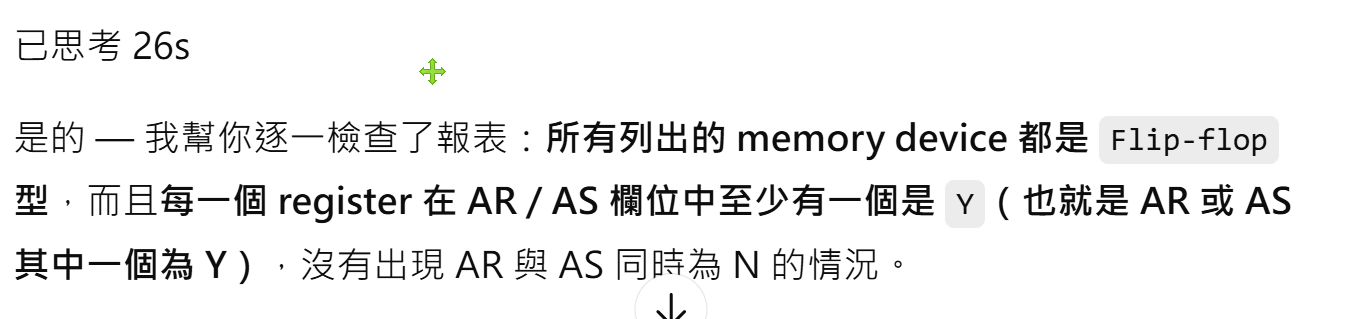 已思考 26s
是的 — 我幫你逐一檢查了報表：所有列出的 memory device 都是 Flip-flop
型，而且每一個 register 在 AR / AS 欄位中至少有一個是 Y（也就是 AR 或 AS
其中一個為 Y），沒有出現 AR 與 AS 同時為 N 的情況。